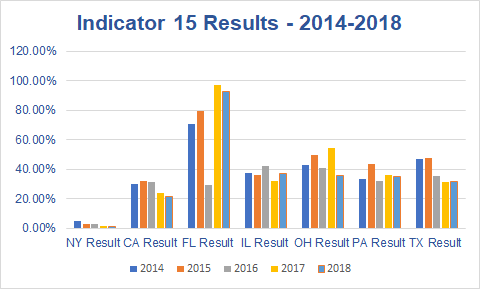 Indicator 15 Results - 2014-2018
120.00%
100.00%
80.00%
60.00%
40.00%
20.00%
0.00%
NY Result CA Result FL Result IL Result OH Result PA Result TX Result
2014 2015 2016 2017 2018